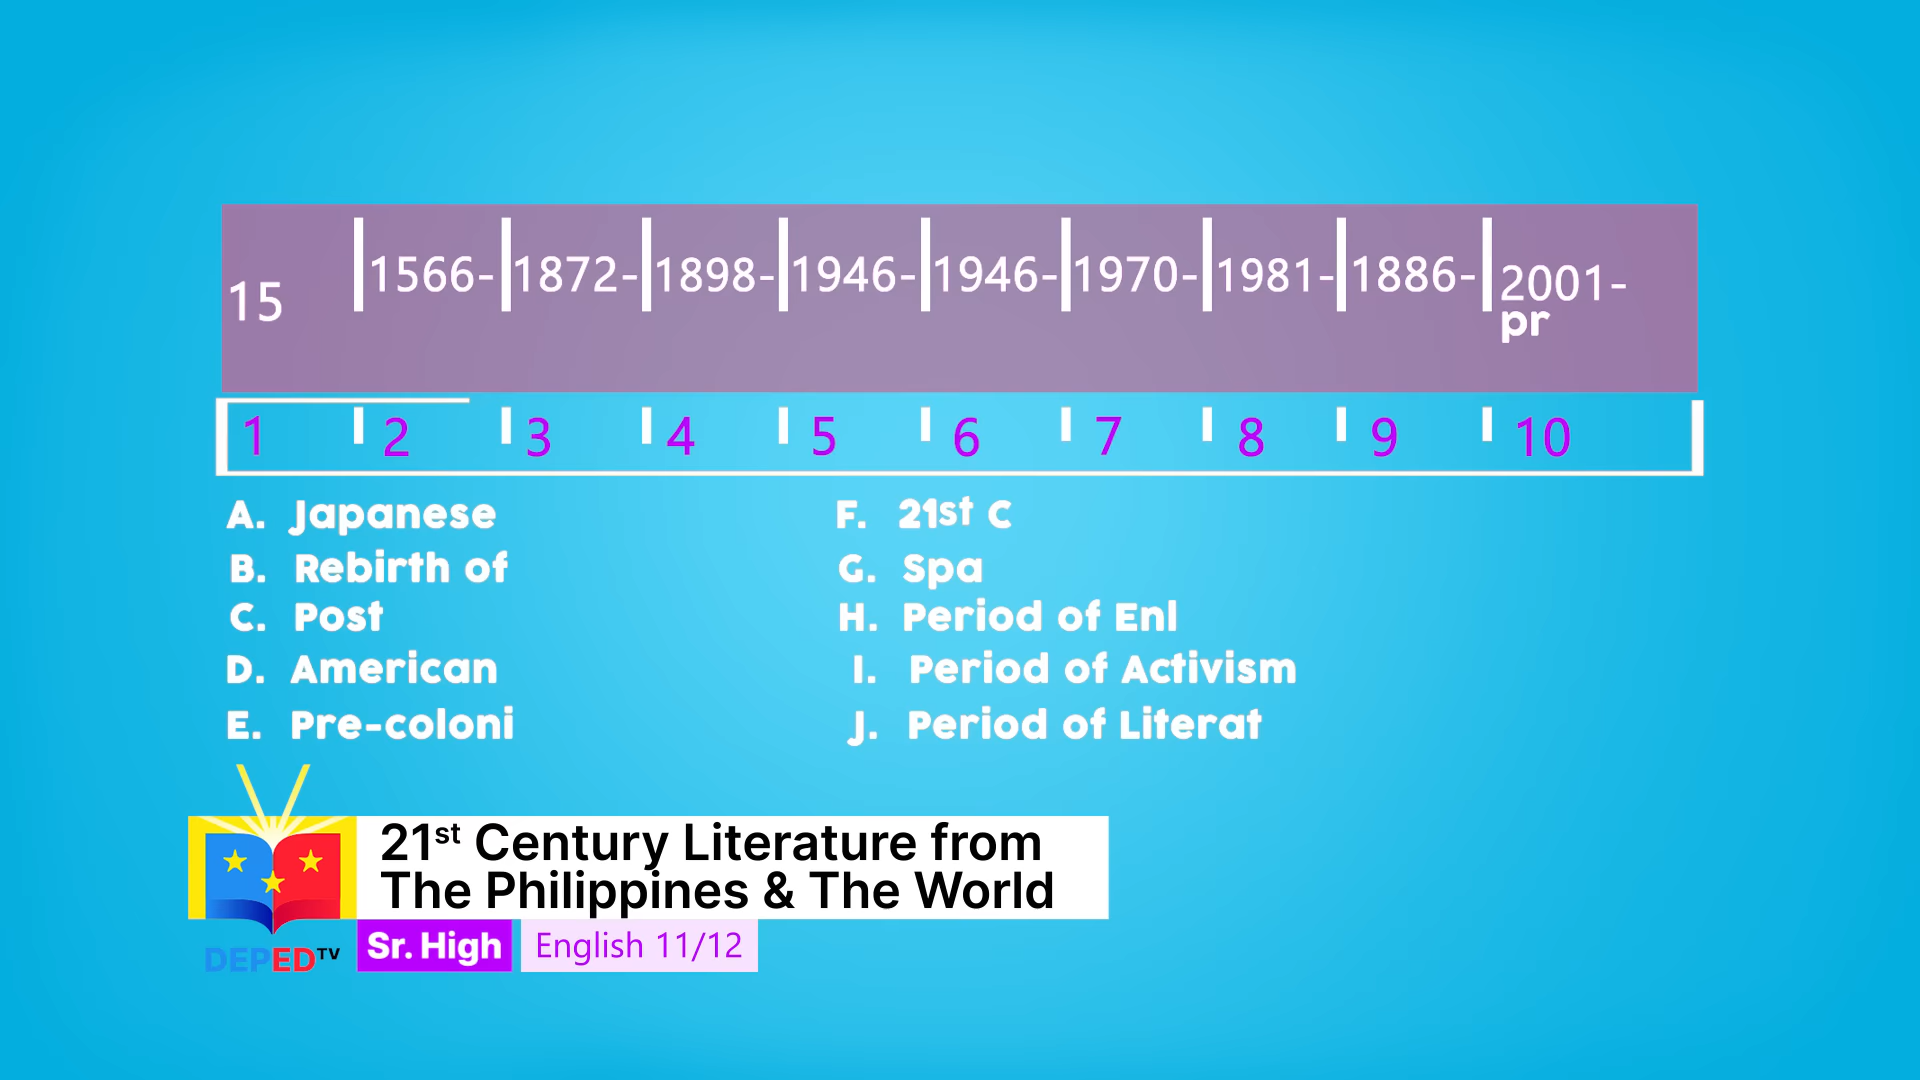 15 1566- 1872- 1898- 1946- 1946- 1970- 1981- 1886- 2001-
pr
1 2 3 4 5 6 7 8 9 10
A. Japanese
B. Rebirth of
C. Post
D. American
E. Pre-coloni
F. 21st C
G. Spa
H. Period of Enl
I. Period of Activism
J. Period of Literat
21st Century Literature from
The Philippines & The World
DEPED TV
Sr. High
English 11/12